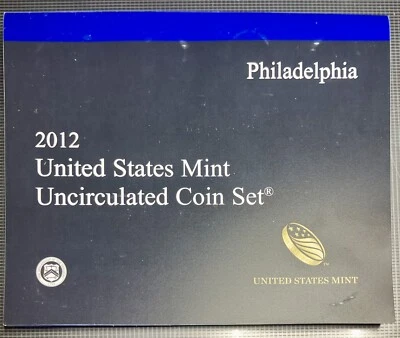 Philadelphia
2012
United States Mint
Uncirculated Coin Set®
UNITED STATES MINT